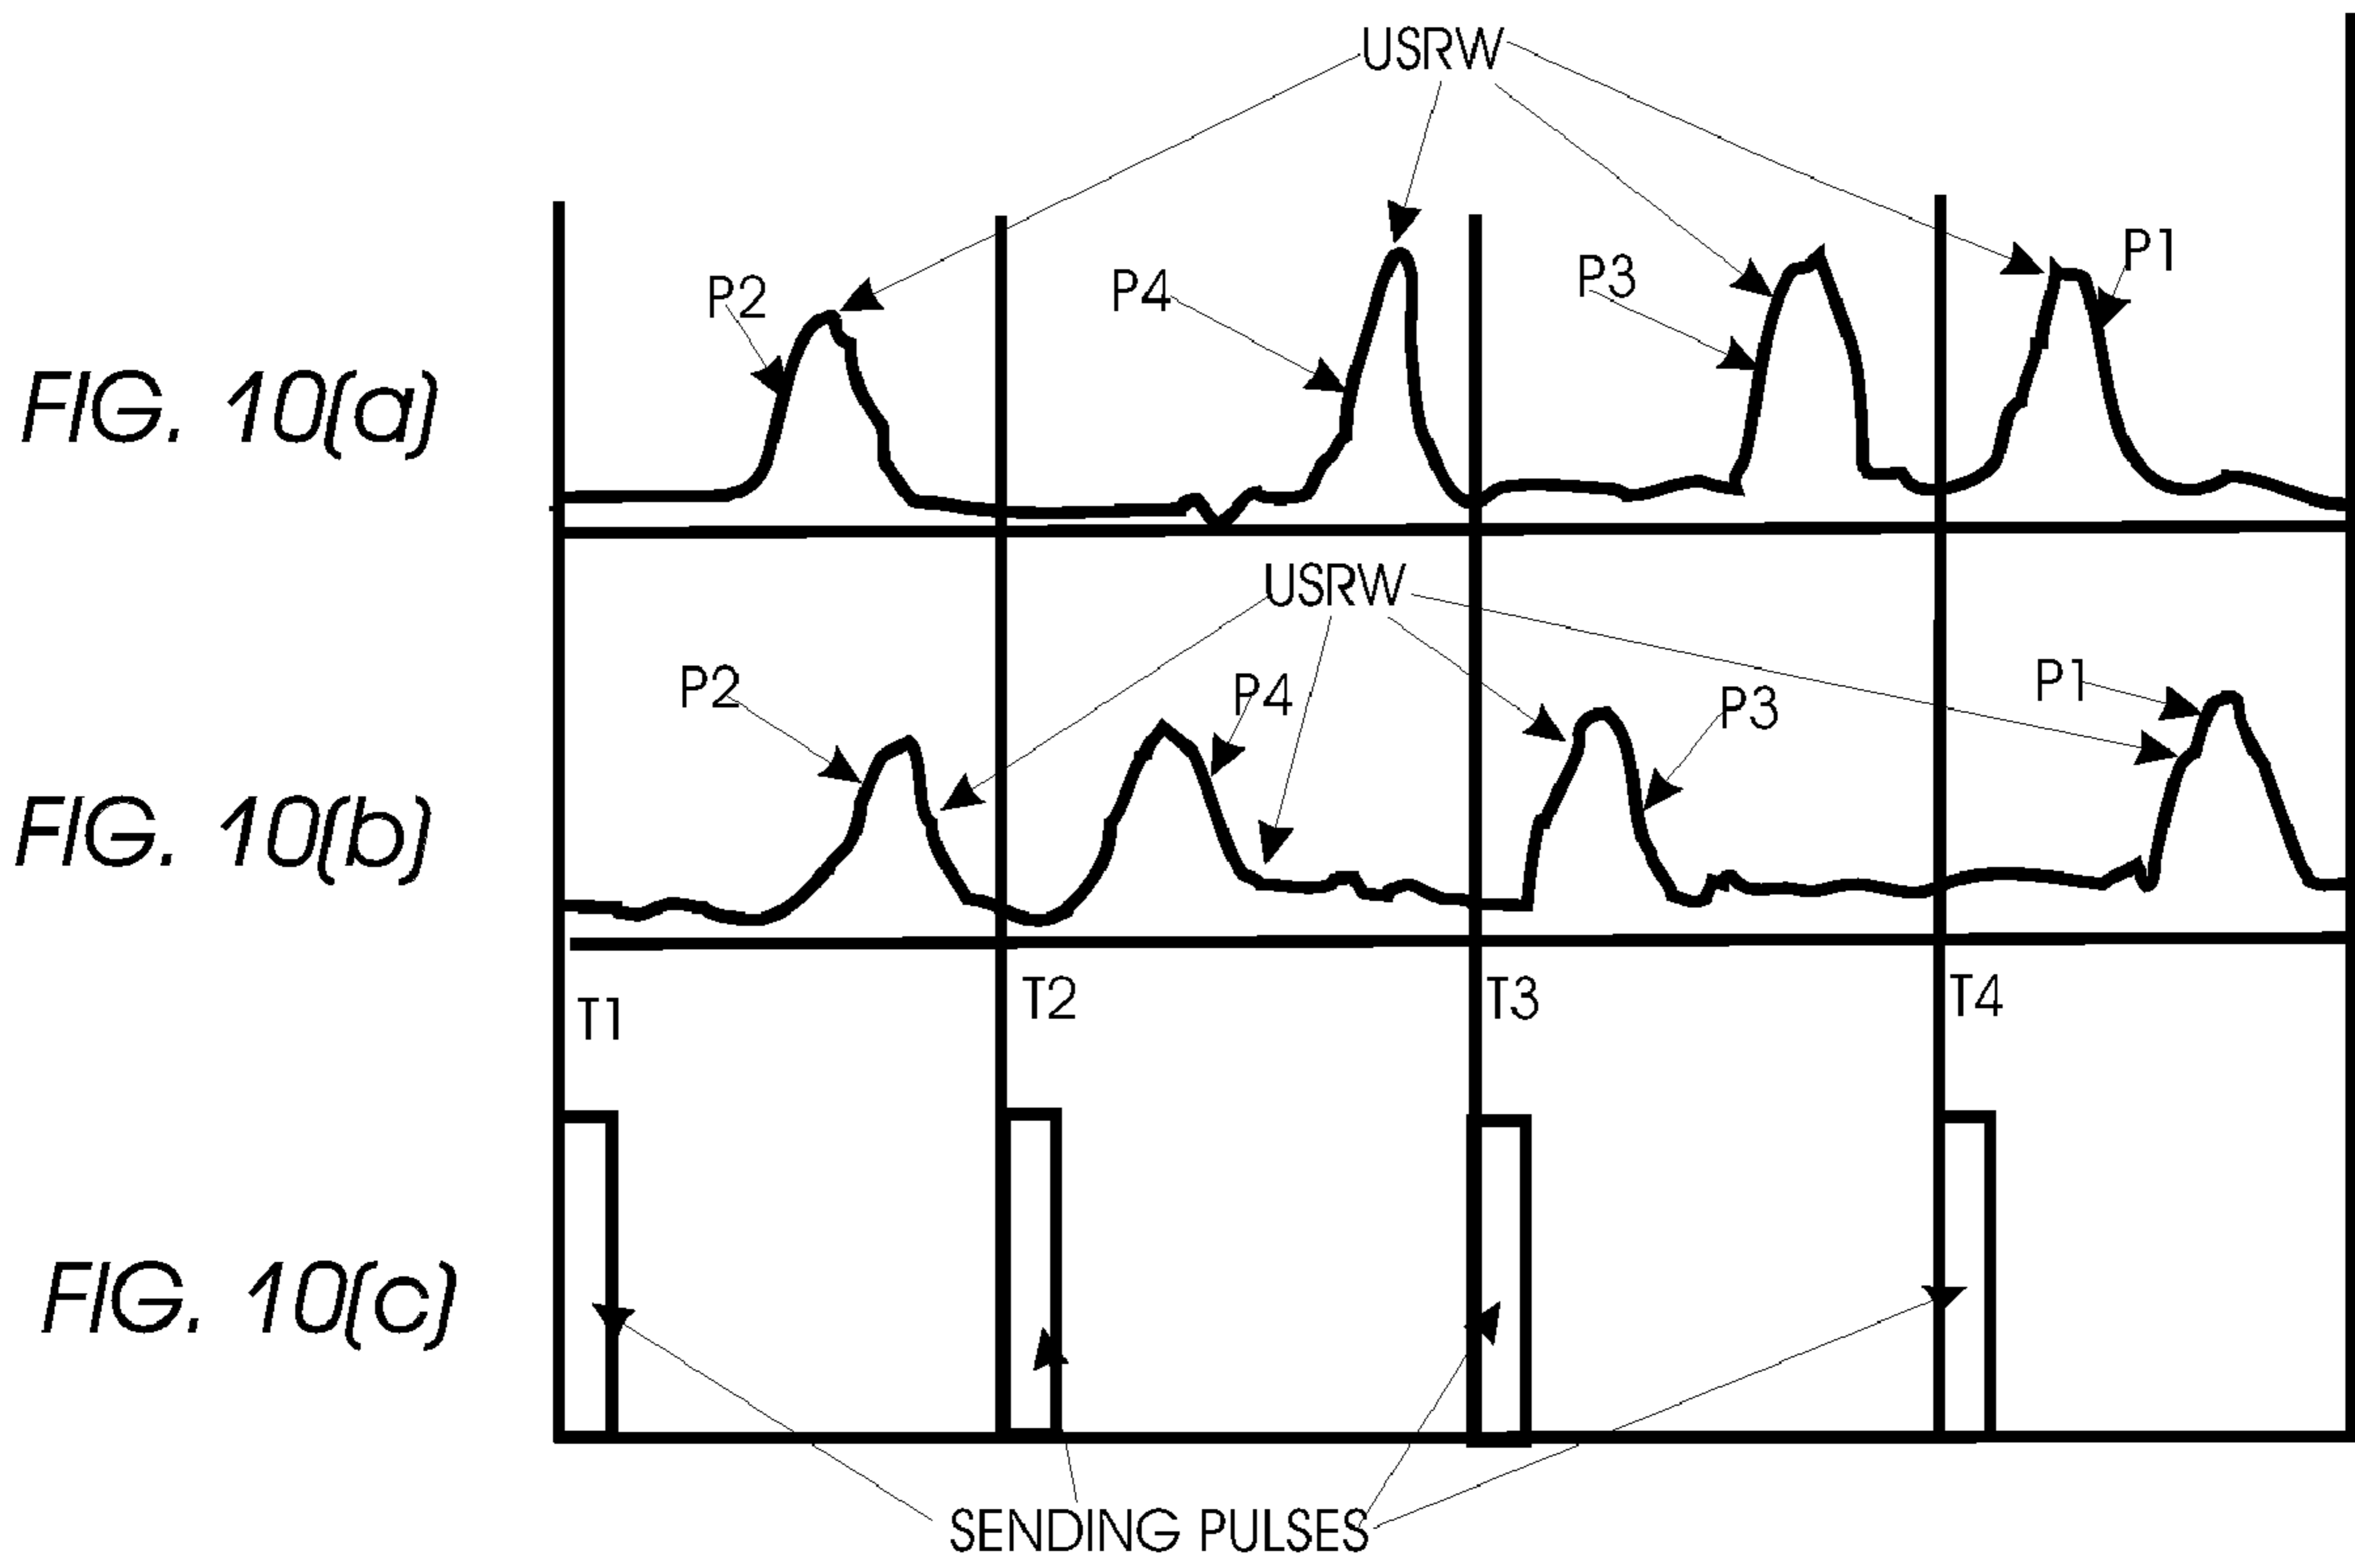 USRW
P2
P4
P3
P1
FIG. 10(a)
USRW
P2
P4
P3
P1
FIG. 10(b)
T1
T2
T3
T4
FIG. 10(c)
SENDING PULSES